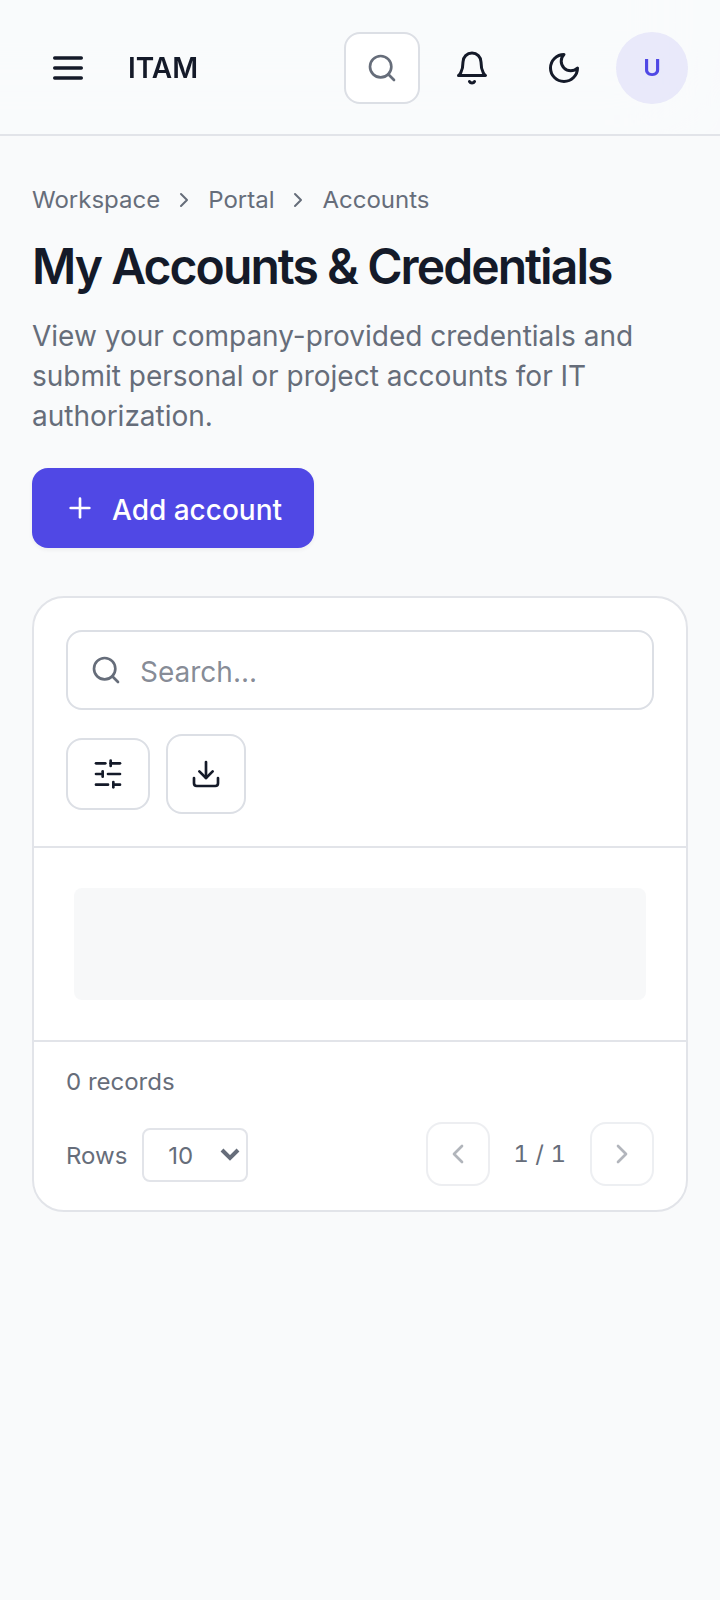 ITAM
U
Workspace Portal Accounts
My Accounts & Credentials
View your company-provided credentials and
submit personal or project accounts for IT
authorization.
Add account
Search...
0 records
Rows 10 1 / 1